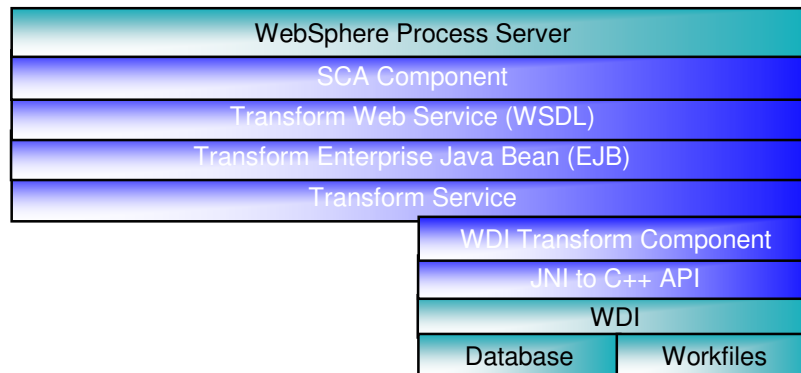 WebSphere Process Server
SCA Component
Transform Web Service (WSDL)
Transform Enterprise Java Bean (EJB)
Transform Service
WDI Transform Component
JNI to C++ API
WDI
Database Workfiles